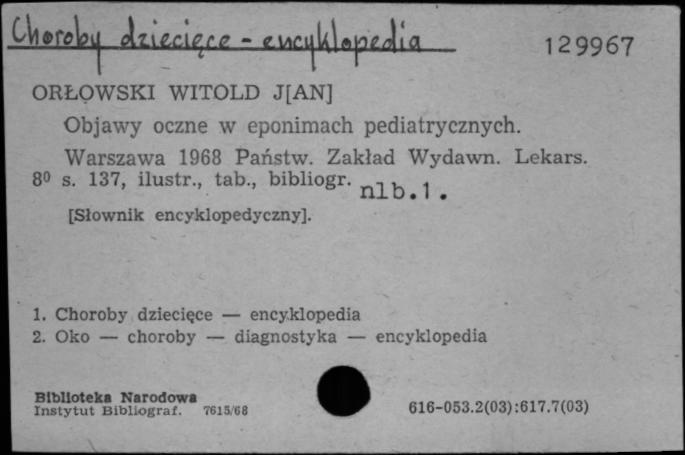 Choroby dziecięce - encyklopedia
129967
ORŁOWSKI WITOLD J[AN]
Objawy oczne w eponimach pediatrycznych.
Warszawa 1968 Państw. Zakład Wydawn. Lekars.
8⁰ s. 137, ilustr., tab., bibliogr. nlb.1.
[Słownik encyklopedyczny].
1. Choroby dziecięce — encyklopedia
2. Oko — choroby — diagnostyka — encyklopedia
Biblioteka Narodowa
Instytut Bibliograf. 7615/68
616-053.2(03):617.7(03)